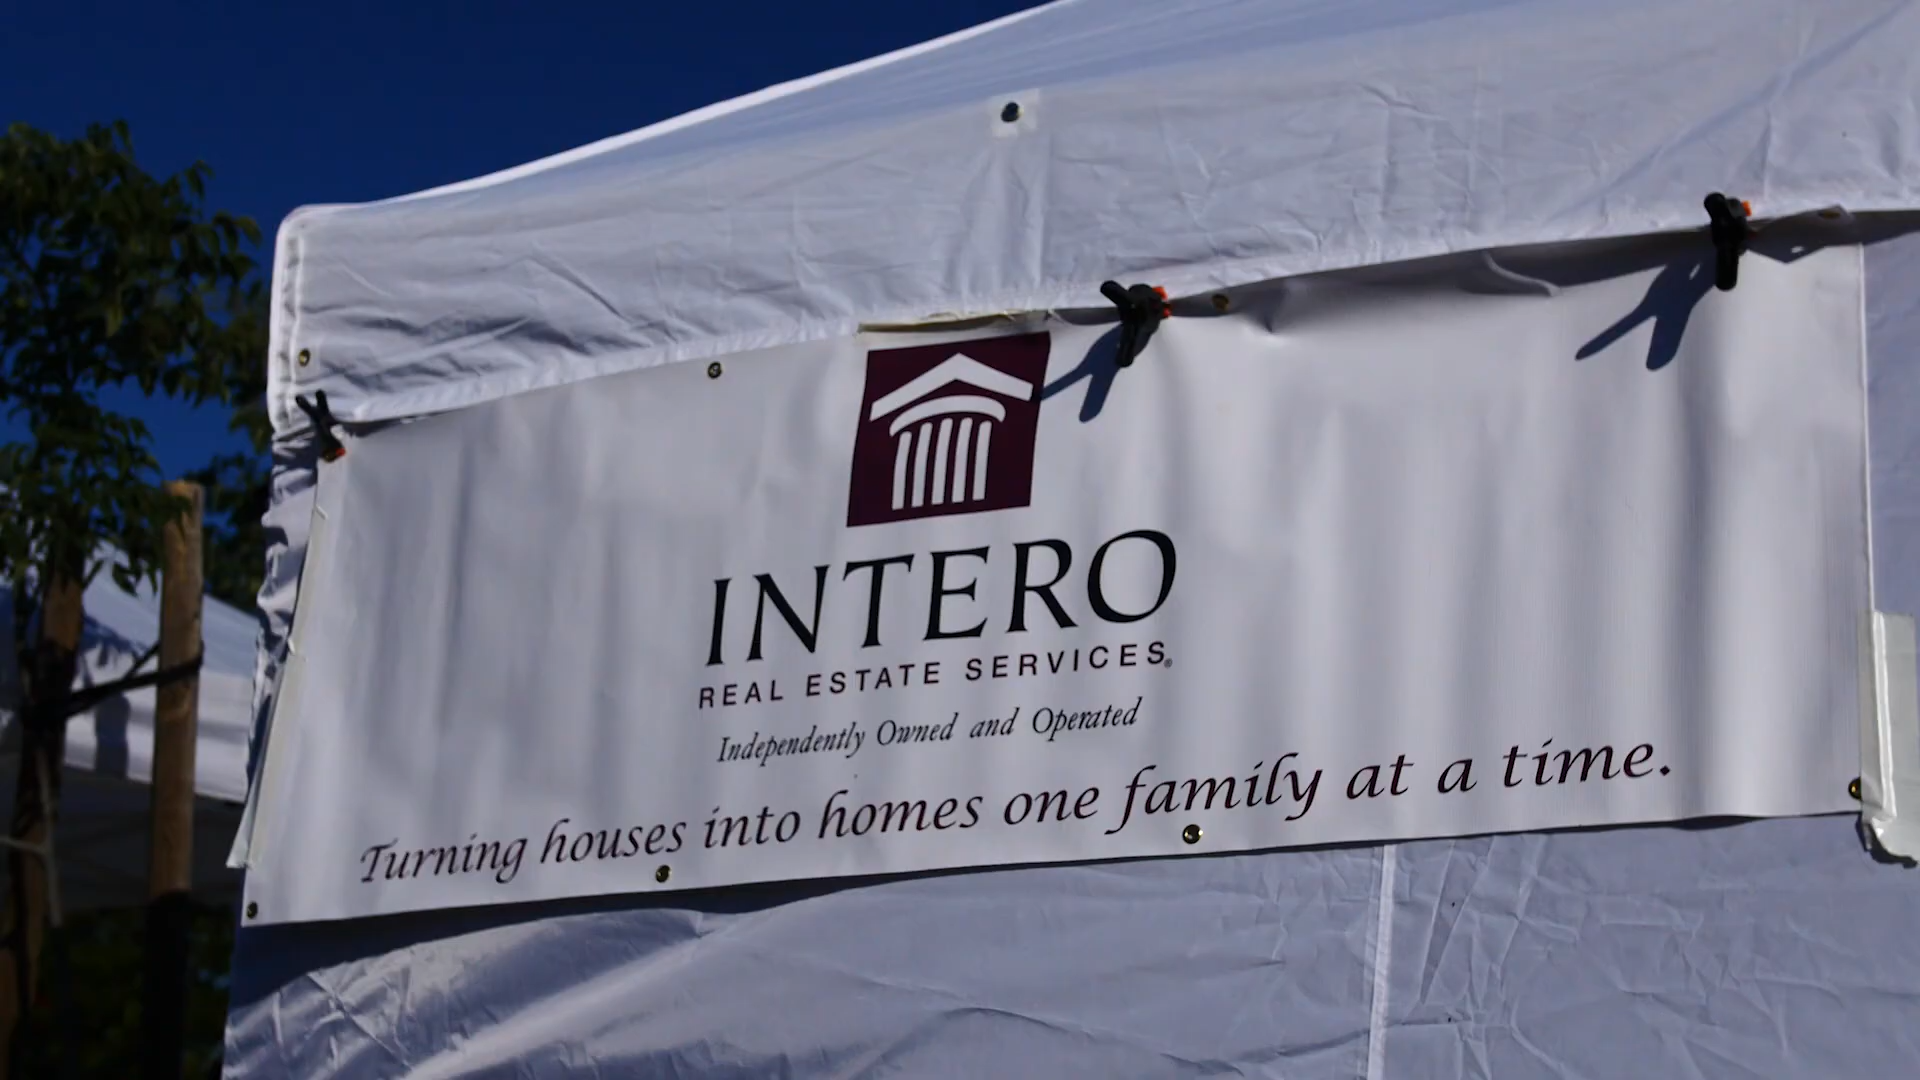 INTERO
REAL ESTATE SERVICES®
Independently Owned and Operated
Turning houses into homes one family at a time.